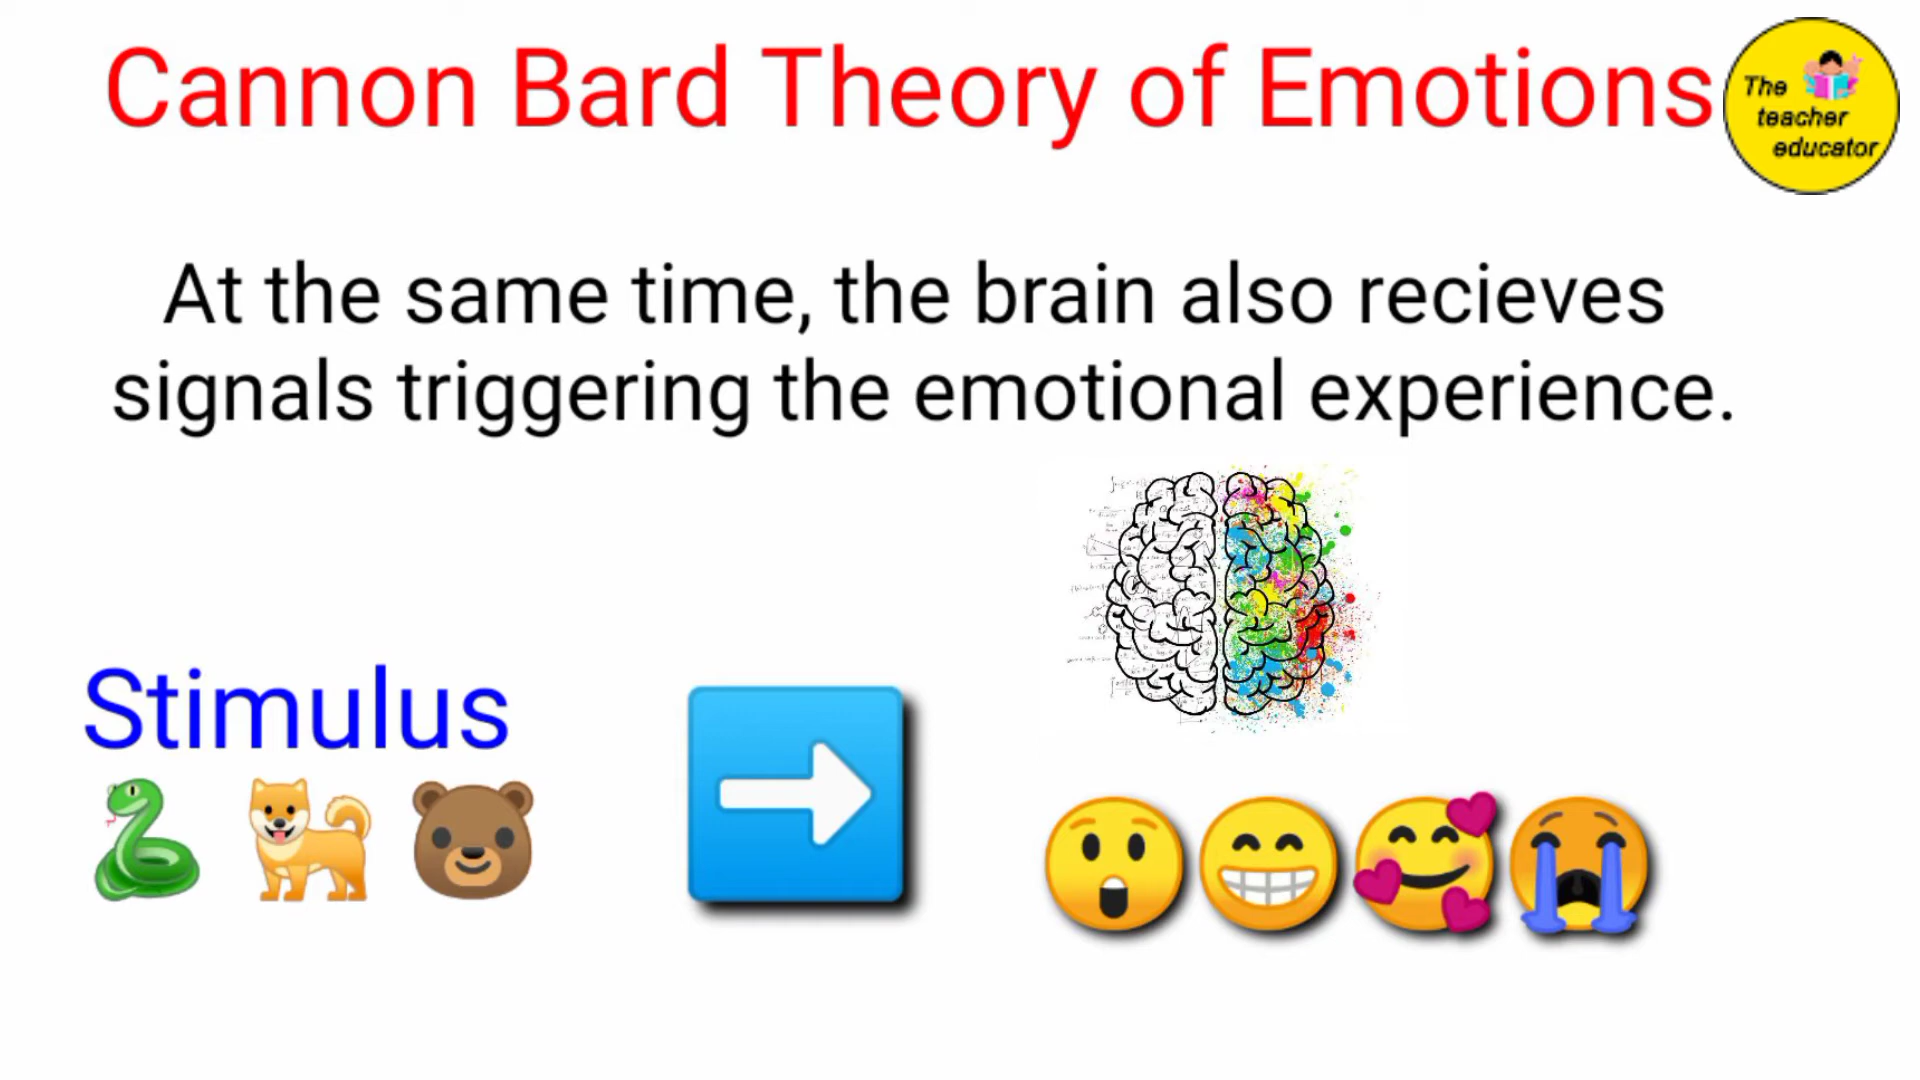 Cannon Bard Theory of Emotions
The
teacher
educator
At the same time, the brain also recieves
signals triggering the emotional experience.
Stimulus